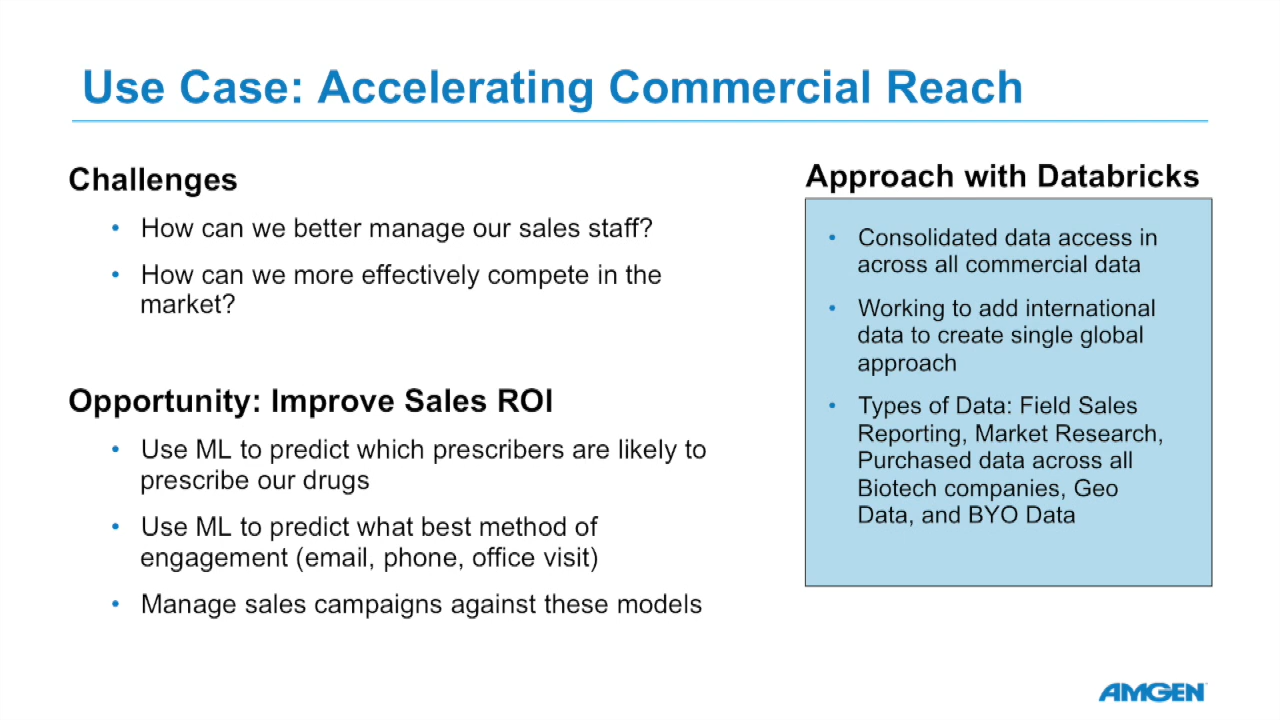 Use Case: Accelerating Commercial Reach
Challenges
• How can we better manage our sales staff?
• How can we more effectively compete in the
market?
Opportunity: Improve Sales ROI
• Use ML to predict which prescribers are likely to
prescribe our drugs
• Use ML to predict what best method of
engagement (email, phone, office visit)
• Manage sales campaigns against these models
Approach with Databricks
• Consolidated data access in
across all commercial data
• Working to add international
data to create single global
approach
• Types of Data: Field Sales
Reporting, Market Research,
Purchased data across all
Biotech companies, Geo
Data, and BYO Data
AMGEN